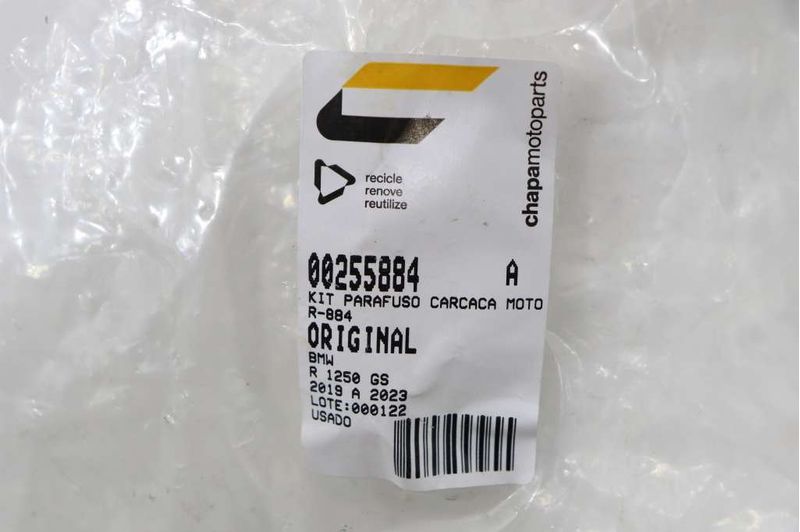 chapamotoparts
recicle
renove
reutilize
00255884 A
KIT PARAFUSO CARCACA MOTO
R-884
ORIGINAL
BMW
R 1250 GS
2019 A 2023
LOTE:000122
USADO